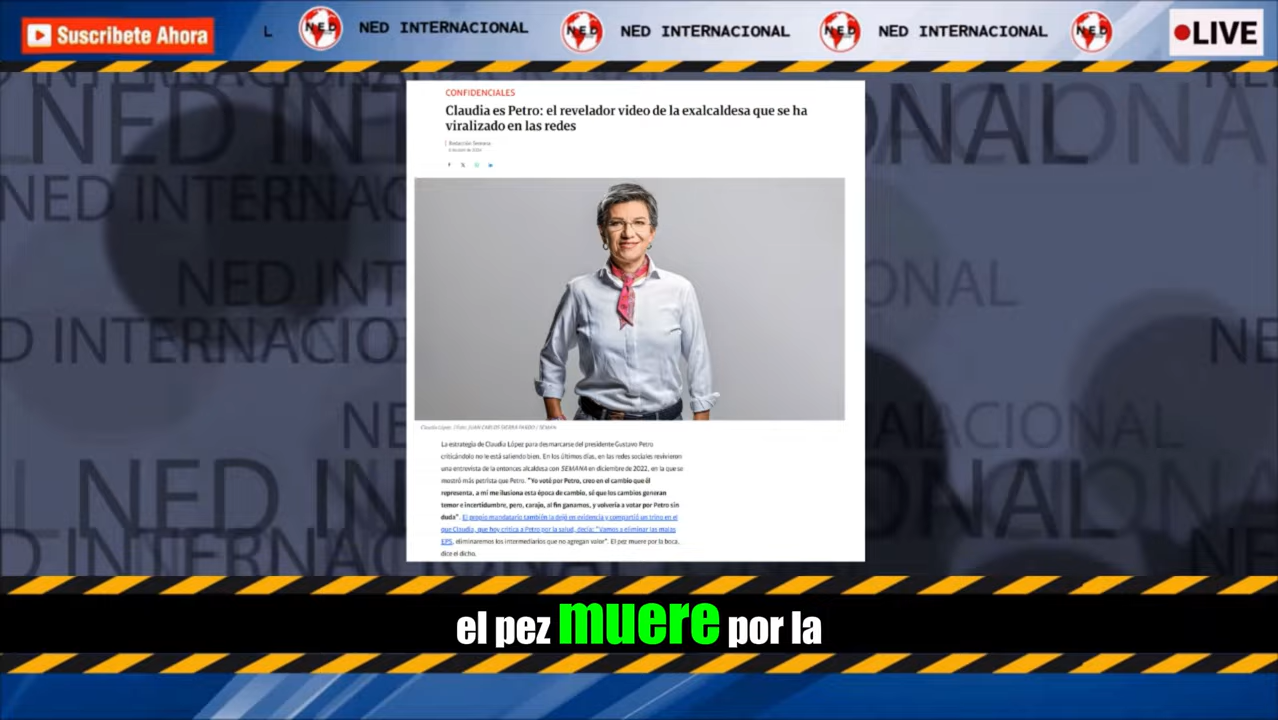 Suscribete Ahora
L
NED
NED INTERNACIONAL
NED
NED INTERNACIONAL
NED
NED INTERNACIONAL
NED
LIVE
CONFIDENCIALES
Claudia es Petro: el revelador video de la exalcaldesa que se ha
viralizado en las redes
Redacción Semana
La estrategia de Claudia López para desmarcarse del presidente Gustavo Petro
criticándolo no le está saliendo bien. En los últimos días, en las redes sociales revivieron
una entrevista de la entonces alcaldesa con SEMANA en diciembre de 2022, en la que se
mostró más petrista que Petro. "Yo voté por Petro, creo en el cambio que él
representa, a mí me ilusiona esta época de cambio, sé que los cambios generan
temor e incertidumbre, pero, carajo, al fin ganamos, y volvería a votar por Petro sin
duda". El propio mandatario también la dejó en evidencia y compartió un trino en el
que Claudia, que hoy critica a Petro por la salud, decía: "Vamos a eliminar las malas
EPS, eliminaremos los intermediarios que no agregan valor". El pez muere por la boca,
dice el dicho.
el pez muere por la